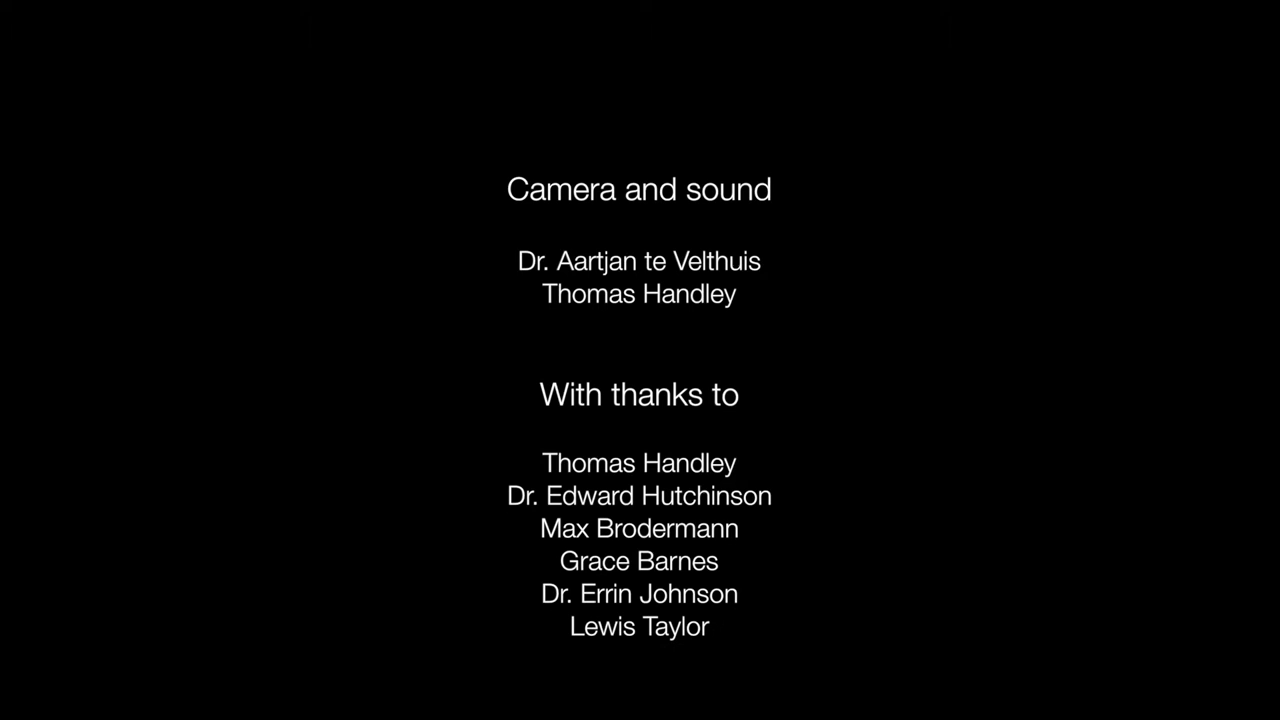 Camera and sound
Dr. Aartjan te Velthuis
Thomas Handley
With thanks to
Thomas Handley
Dr. Edward Hutchinson
Max Brodermann
Grace Barnes
Dr. Errin Johnson
Lewis Taylor